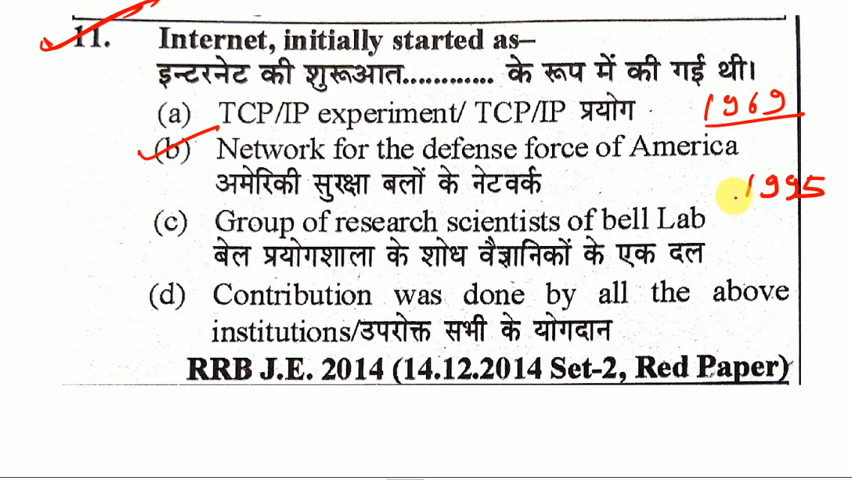 11. Internet, initially started as–
इन्टरनेट की शुरूआत............. के रूप में की गई थी।
(a) TCP/IP experiment/ TCP/IP प्रयोग
1969
(b) Network for the defense force of America
अमेरिकी सुरक्षा बलों के नेटवर्क
1995
(c) Group of research scientists of bell Lab
बेल प्रयोगशाला के शोध वैज्ञानिकों के एक दल
(d) Contribution was done by all the above
institutions/उपरोक्त सभी के योगदान
RRB J.E. 2014 (14.12.2014 Set-2, Red Paper)